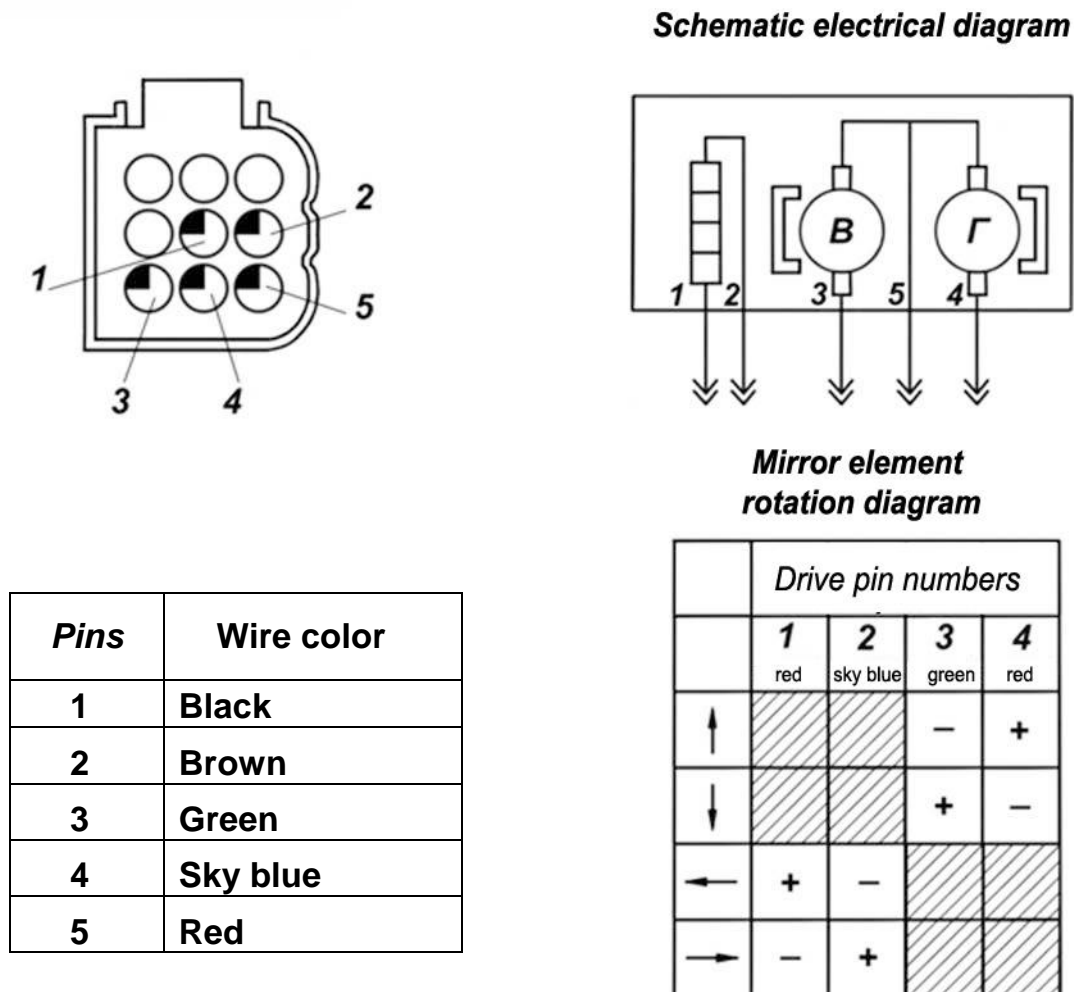 Schematic electrical diagram
2
1
5
3 4
В Г
1 2 3 5 4
Mirror element
rotation diagram
Pins Wire color
1 Black
2 Brown
3 Green
4 Sky blue
5 Red
Drive pin numbers
1 2 3 4
red sky blue green red
↑ – +
↓ + –
← + –
→ – +